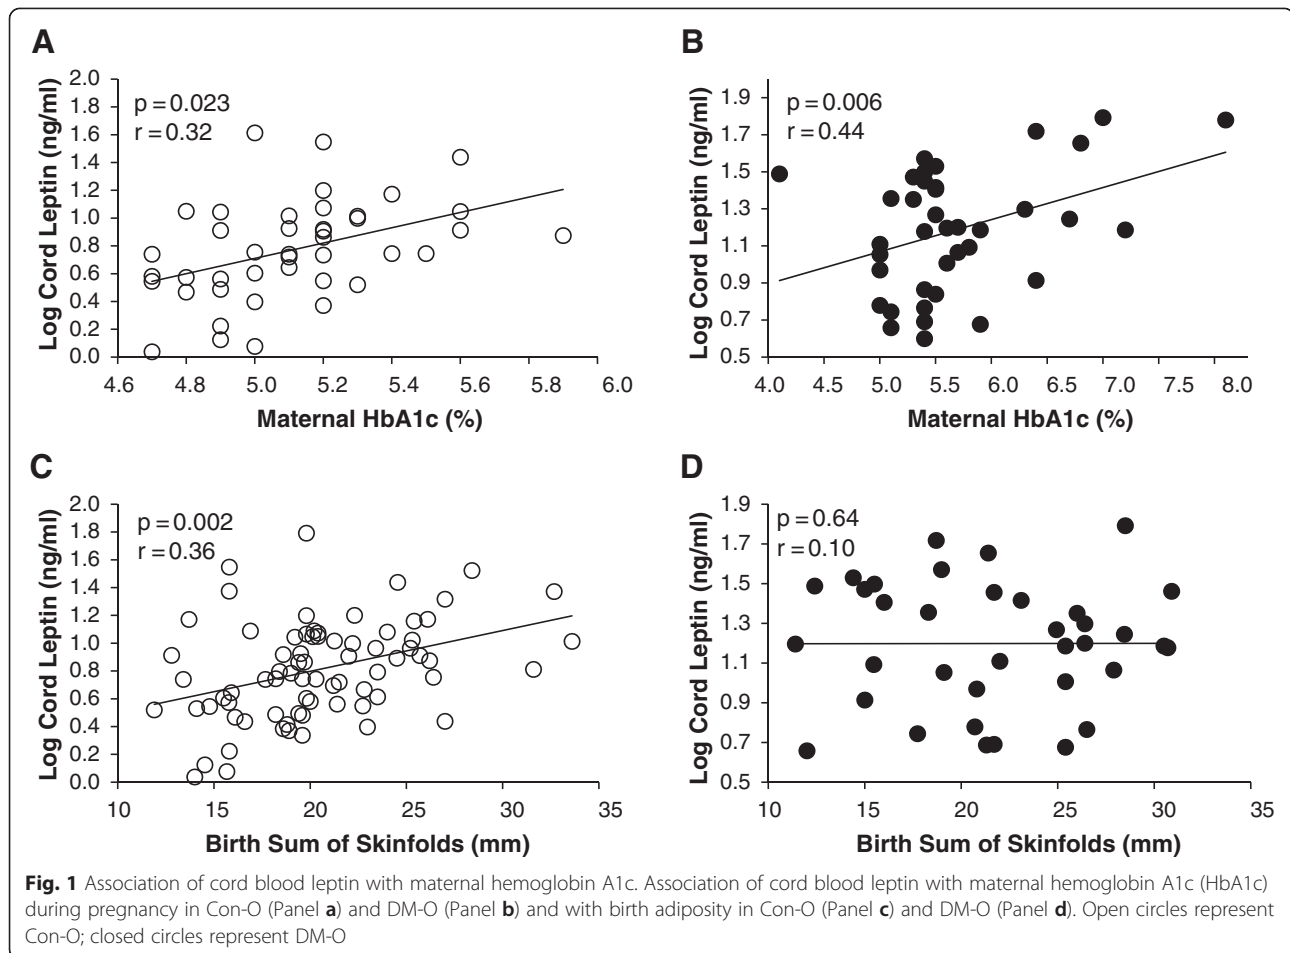 A
Log Cord Leptin (ng/ml)
2.0
1.8
1.6
1.4
1.2
1.0
0.8
0.6
0.4
0.2
0.0
p=0.023
r=0.32
4.6 4.8 5.0 5.2 5.4 5.6 5.8 6.0
Maternal HbA1c (%)
B
Log Cord Leptin (ng/ml)
1.9
1.7
1.5
1.3
1.1
0.9
0.7
0.5
p=0.006
r=0.44
4.0 4.5 5.0 5.5 6.0 6.5 7.0 7.5 8.0
Maternal HbA1c (%)
C
Log Cord Leptin (ng/ml)
2.0
1.8
1.6
1.4
1.2
1.0
0.8
0.6
0.4
0.2
0.0
p=0.002
r=0.36
10 15 20 25 30 35
Birth Sum of Skinfolds (mm)
D
Log Cord Leptin (ng/ml)
1.9
1.7
1.5
1.3
1.1
0.9
0.7
0.5
p=0.64
r=0.10
10 15 20 25 30 35
Birth Sum of Skinfolds (mm)
Fig. 1 Association of cord blood leptin with maternal hemoglobin A1c. Association of cord blood leptin with maternal hemoglobin A1c (HbA1c)
during pregnancy in Con-O (Panel a) and DM-O (Panel b) and with birth adiposity in Con-O (Panel c) and DM-O (Panel d). Open circles represent
Con-O; closed circles represent DM-O